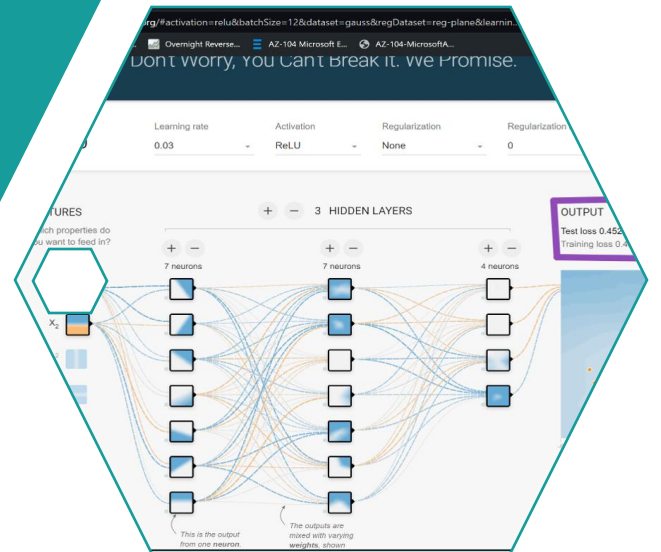 org/#activation=relu&batchSize=12&dataset=gauss&regDataset=reg-plane&learnin...
Overnight Reverse... AZ-104 Microsoft E... AZ-104-MicrosoftA...
Don't Worry, You Can't Break It. We Promise.
Learning rate Activation Regularization Regularization
0.03 ReLU None 0
TURES + − 3 HIDDEN LAYERS OUTPUT
ich properties do Test loss 0.452
you want to feed in? Training loss 0.4
+ − + − + −
7 neurons 7 neurons 4 neurons
X₂
This is the output
from one neuron.
The outputs are
mixed with varying
weights, shown